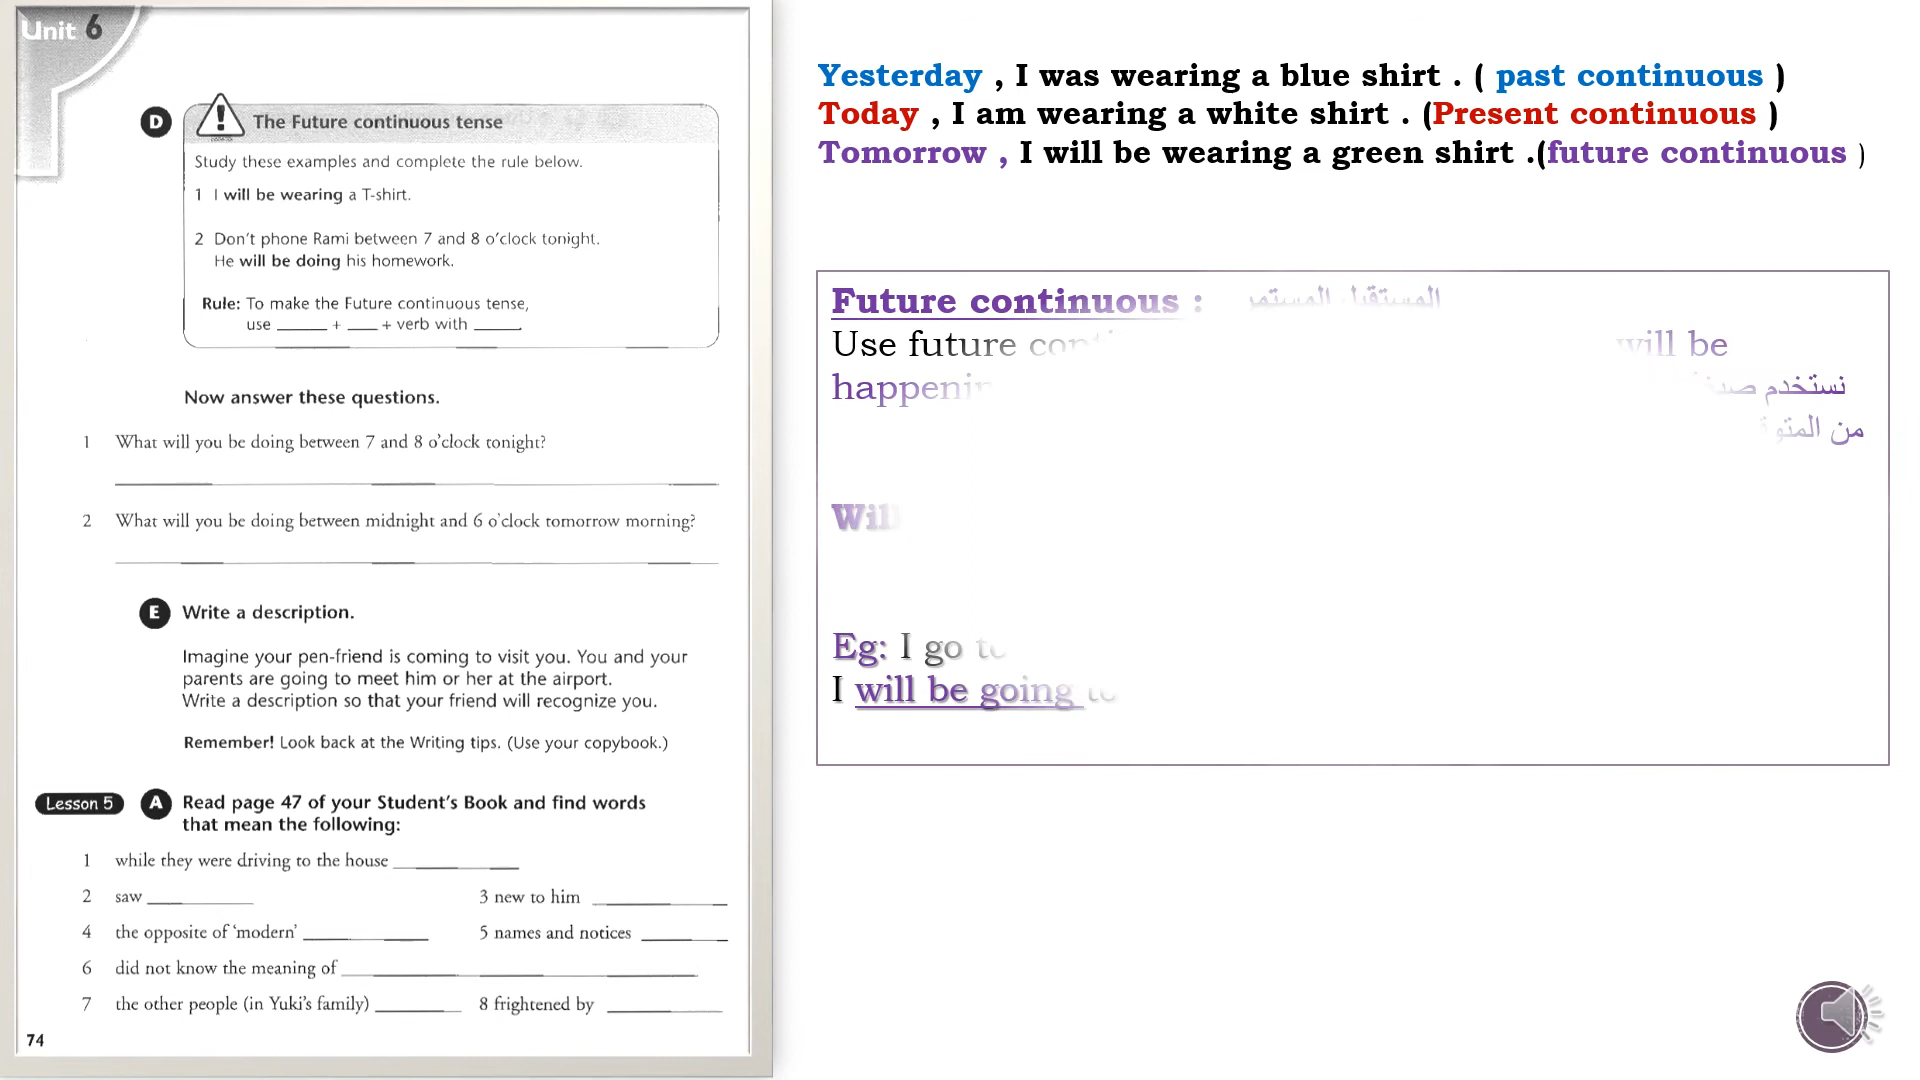 Unit 6
D The Future continuous tense
Study these examples and complete the rule below.
1 I will be wearing a T-shirt.
2 Don't phone Rami between 7 and 8 o'clock tonight.
He will be doing his homework.
Rule: To make the Future continuous tense,
use ______ + ____ + verb with ______.
Now answer these questions.
1 What will you be doing between 7 and 8 o'clock tonight?
2 What will you be doing between midnight and 6 o'clock tomorrow morning?
E Write a description.
Imagine your pen-friend is coming to visit you. You and your
parents are going to meet him or her at the airport.
Write a description so that your friend will recognize you.
Remember! Look back at the Writing tips. (Use your copybook.)
Lesson 5 A Read page 47 of your Student's Book and find words
that mean the following:
1 while they were driving to the house
2 saw
3 new to him
4 the opposite of 'modern'
5 names and notices
6 did not know the meaning of
7 the other people (in Yuki's family)
8 frightened by
74
Yesterday , I was wearing a blue shirt . ( past continuous )
Today , I am wearing a white shirt . (Present continuous )
Tomorrow , I will be wearing a green shirt .(future continuous )
Future continuous : المستقبل المستمر
Use future will be
نستخدم
من
Eg: I go to
I will be going to